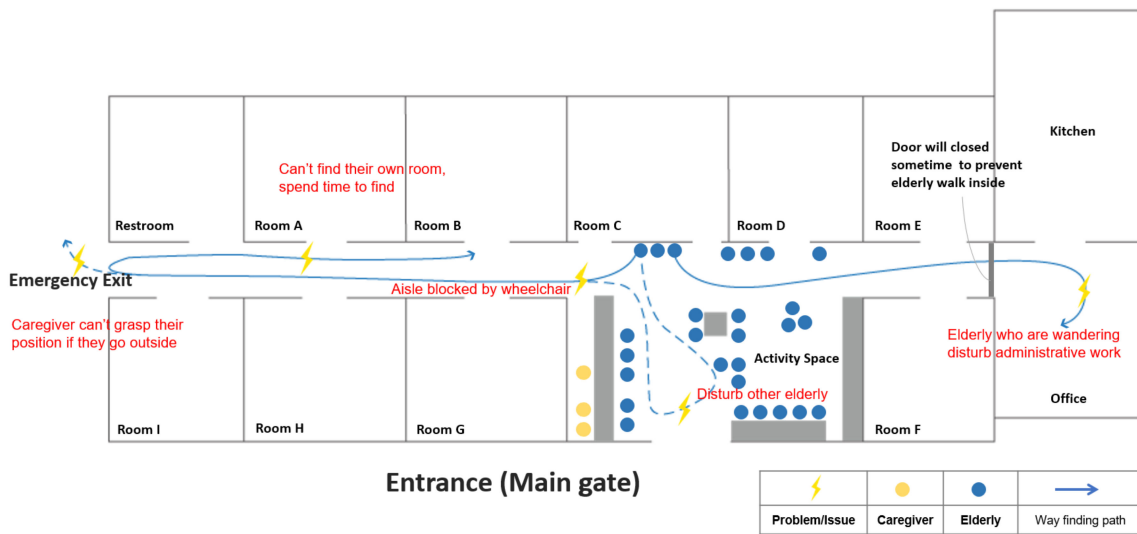 Kitchen
Door will closed
sometime to prevent
elderly walk inside
Can't find their own room,
spend time to find
Restroom
Room A
Room B
Room C
Room D
Room E
Emergency Exit
Aisle blocked by wheelchair
Caregiver can't grasp their
position if they go outside
Elderly who are wandering
disturb administrative work
Activity Space
Disturb other elderly
Office
Room I
Room H
Room G
Room F
Entrance (Main gate)
Problem/Issue
Caregiver
Elderly
Way finding path